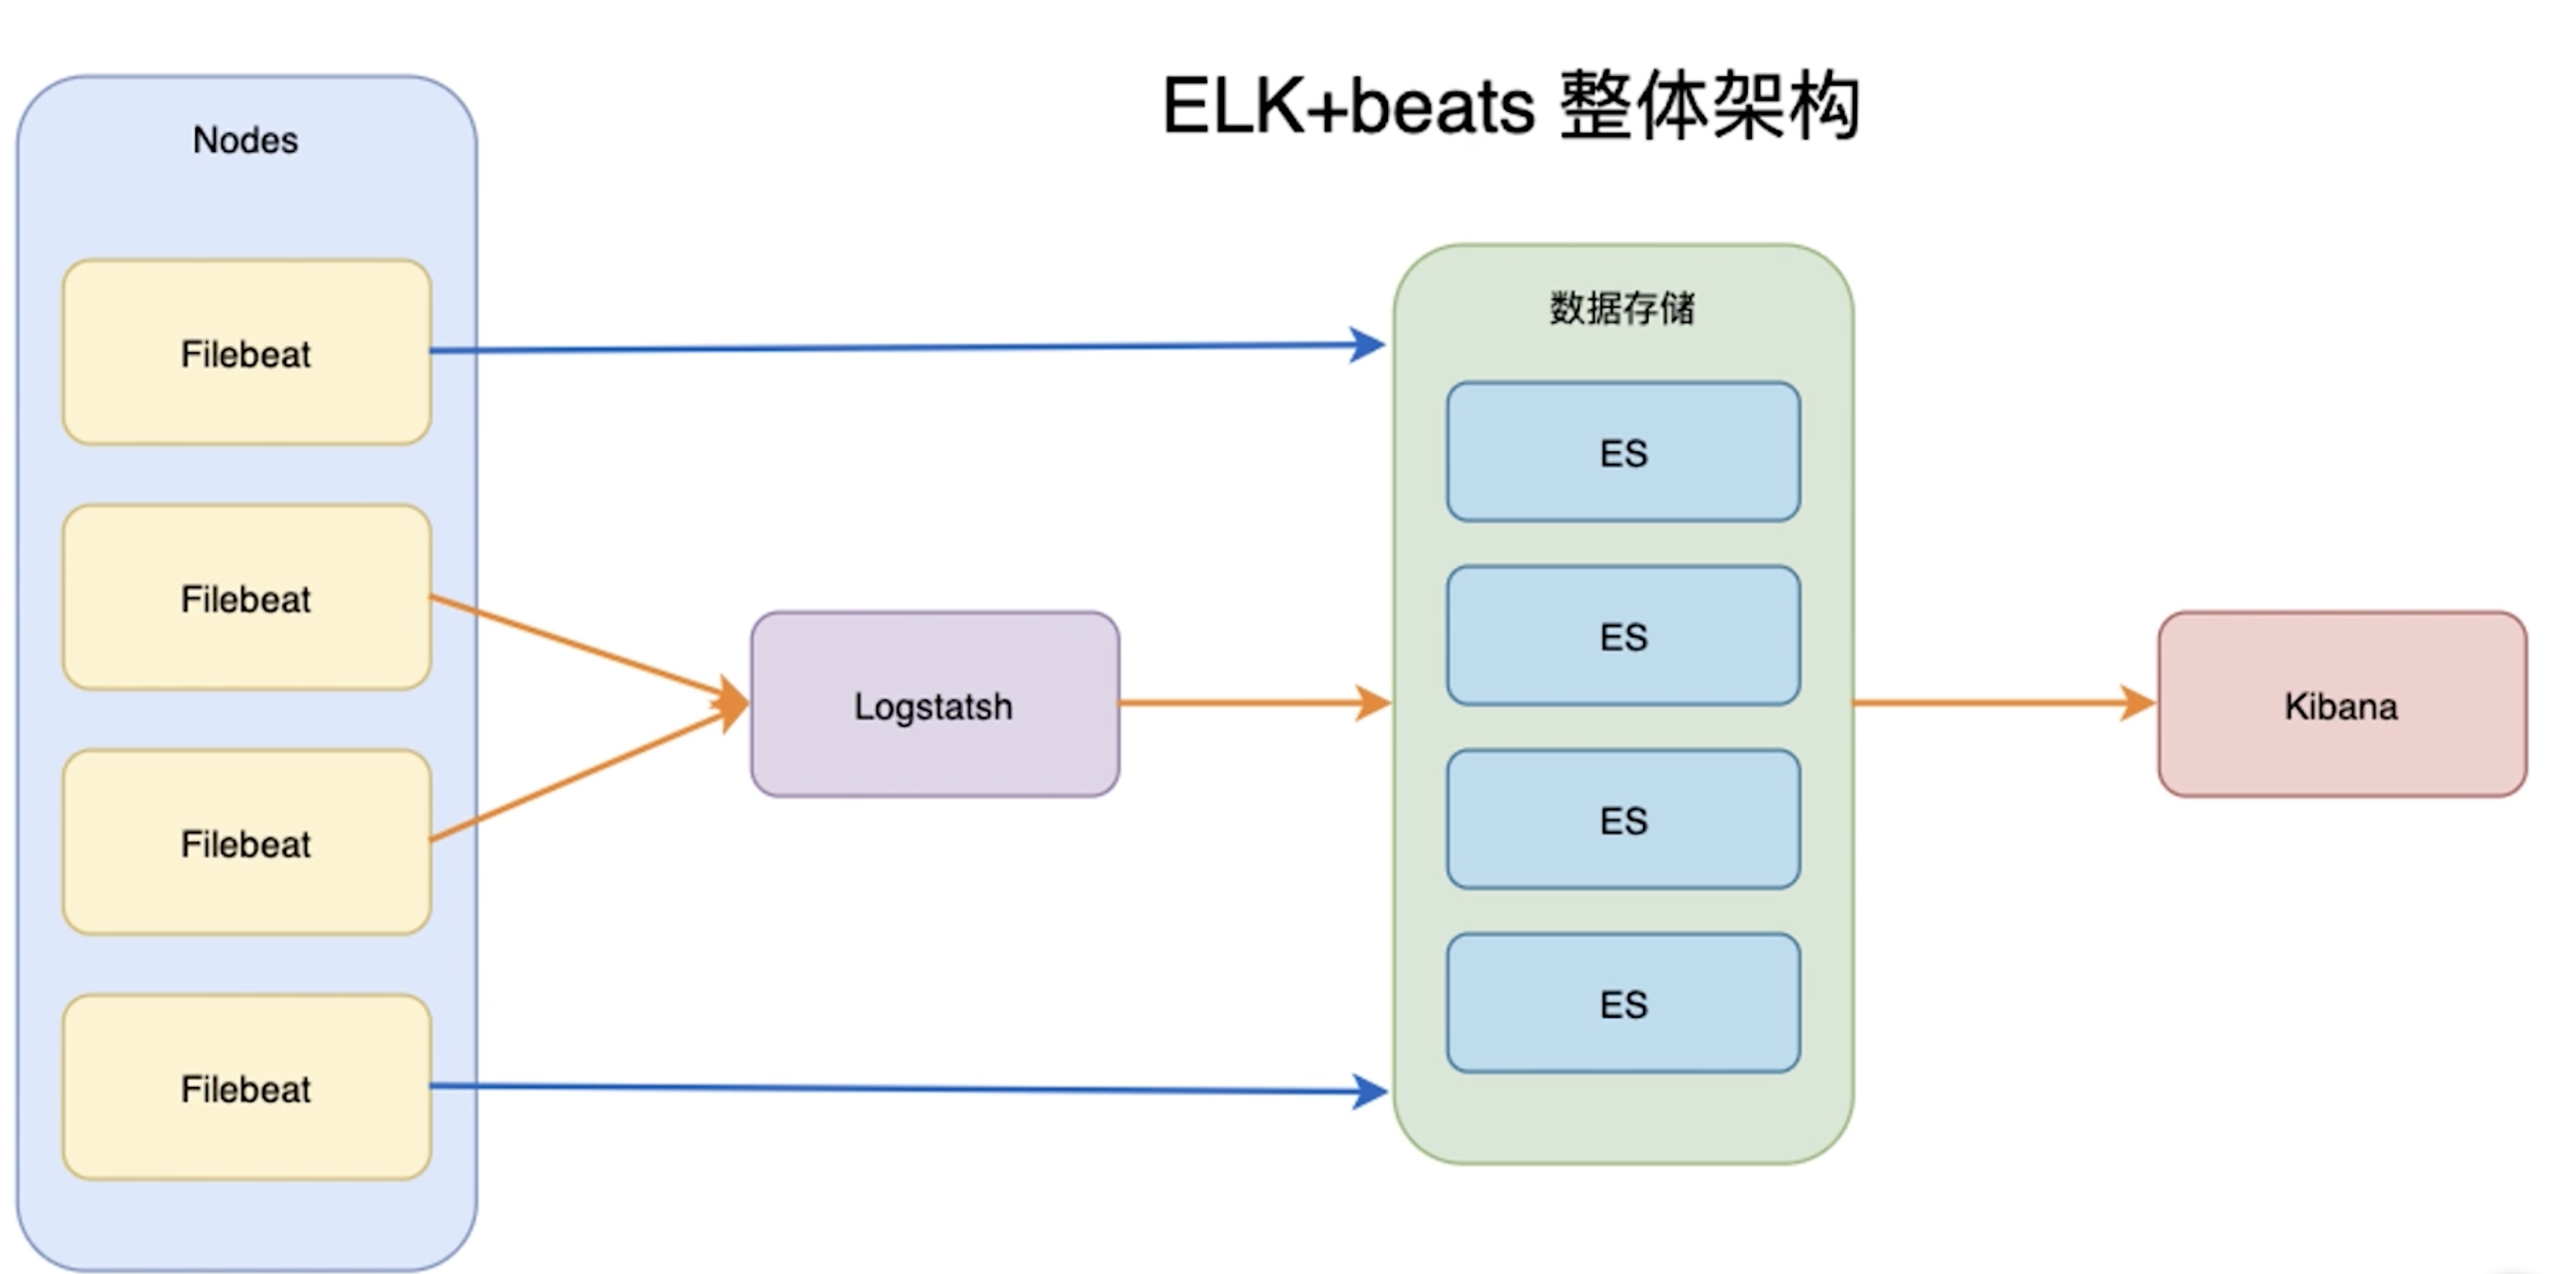 ELK+beats 整体架构
Nodes
Filebeat
Filebeat
Filebeat
Filebeat
Logstatsh
数据存储
ES
ES
ES
ES
Kibana